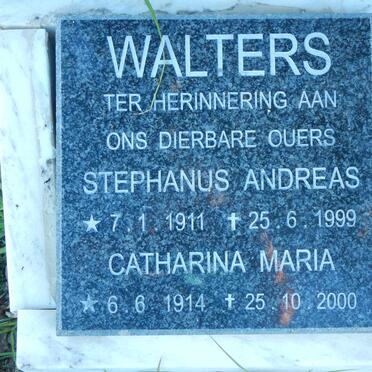 WALTERS
TER HERINNERING AAN
ONS DIERBARE OUERS
STEPHANUS ANDREAS
★ 7.1.1911 ✝ 25.6.1999
CATHARINA MARIA
★ 6.6.1914 ✝ 25.10.2000